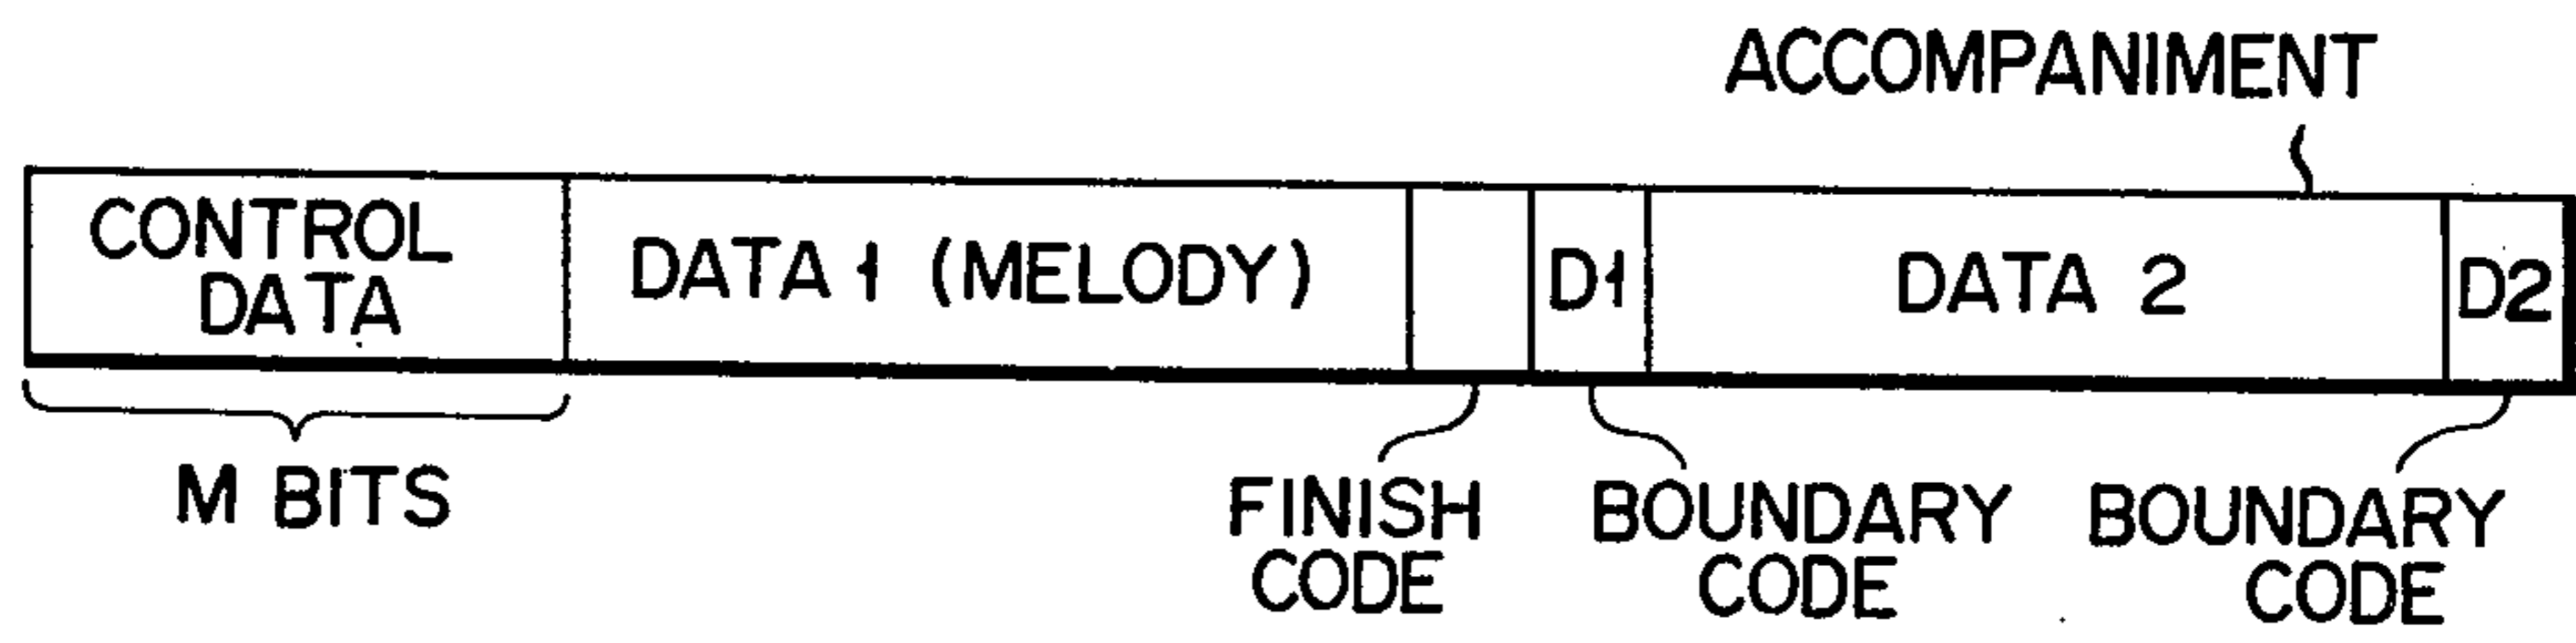 ACCOMPANIMENT
CONTROL
DATA
DATA 1 (MELODY)
D1
DATA 2
D2
M BITS
FINISH
CODE
BOUNDARY
CODE
BOUNDARY
CODE